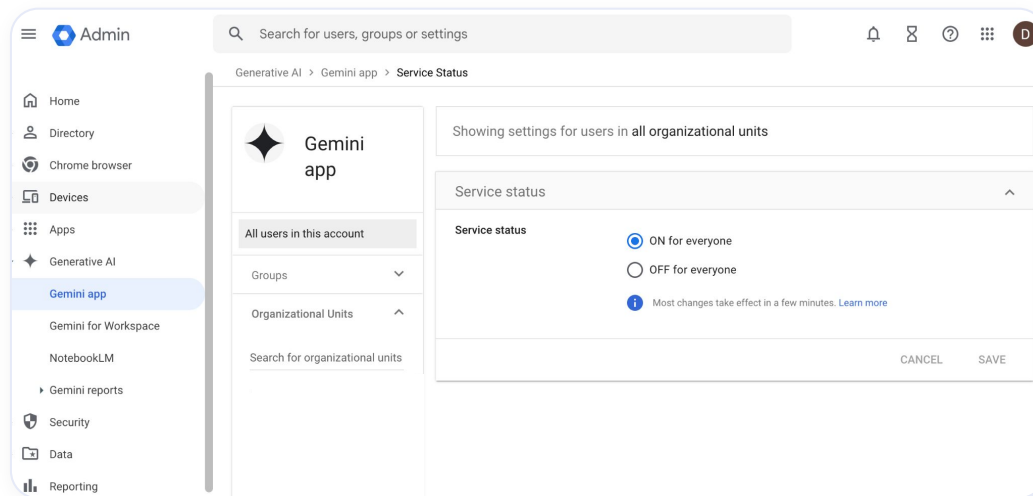 Admin
Search for users, groups or settings
D
Generative AI > Gemini app > Service Status
Home
Directory
Chrome browser
Devices
Apps
Generative AI
Gemini app
Gemini for Workspace
NotebookLM
Gemini reports
Security
Data
Reporting
Gemini
app
All users in this account
Groups
Organizational Units
Search for organizational units
Showing settings for users in all organizational units
Service status
Service status
ON for everyone
OFF for everyone
Most changes take effect in a few minutes. Learn more
CANCEL SAVE